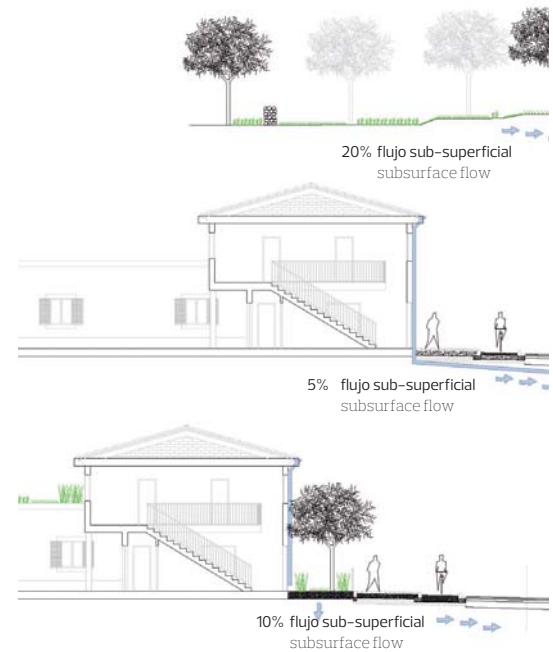 20% flujo sub-superficial
subsurface flow
5% flujo sub-superficial
subsurface flow
10% flujo sub-superficial
subsurface flow